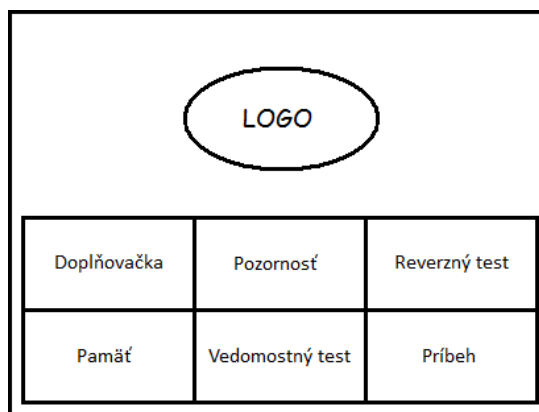 LOGO
Doplňovačka
Pozornosť
Reverzný test
Pamäť
Vedomostný test
Príbeh